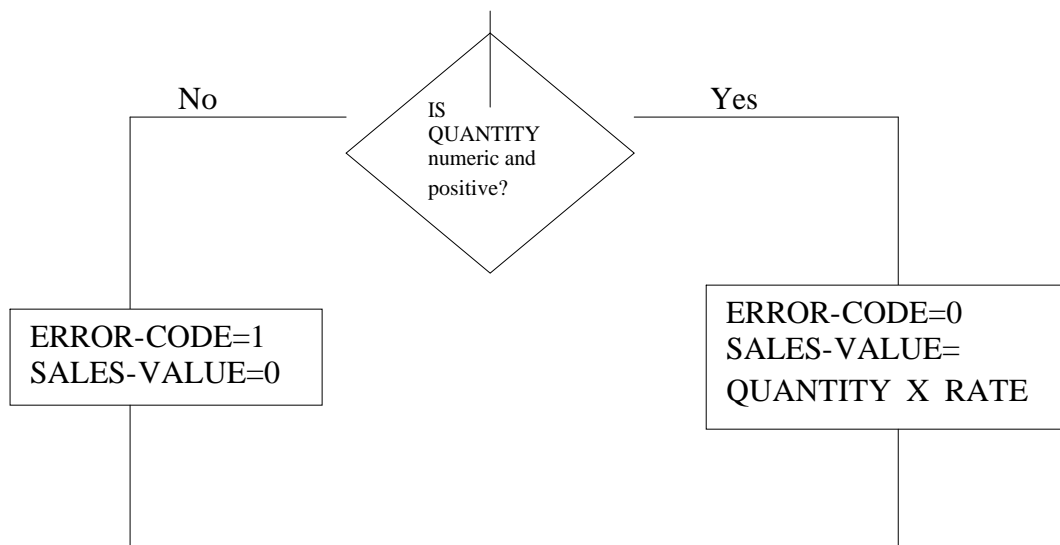 No
Yes
IS
QUANTITY
numeric and
positive?
ERROR-CODE=1
SALES-VALUE=0
ERROR-CODE=0
SALES-VALUE=
QUANTITY X RATE